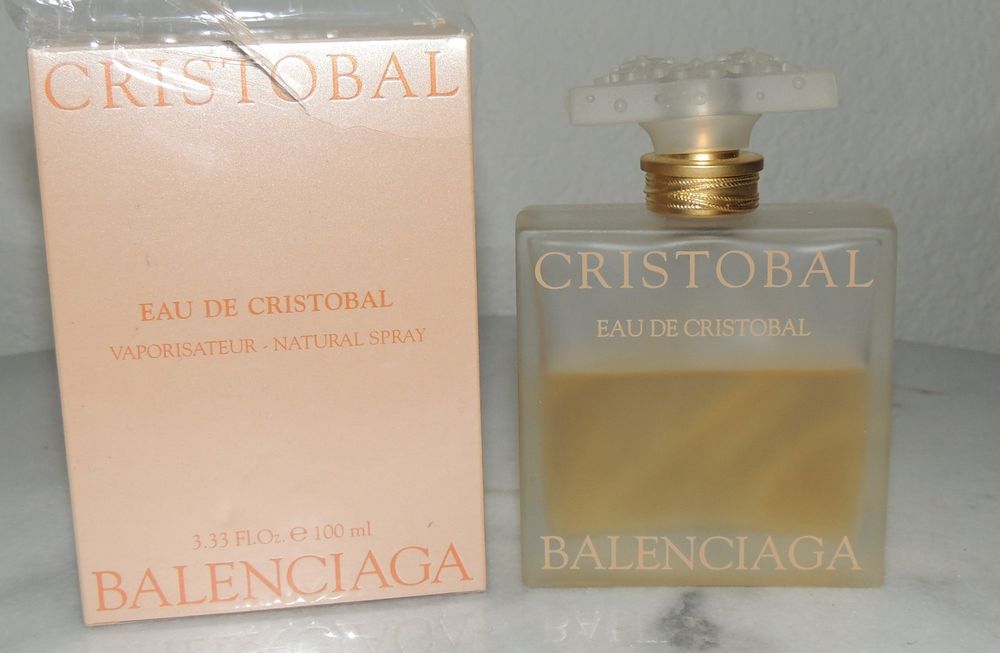 CRISTOBAL
EAU DE CRISTOBAL
VAPORISATEUR - NATURAL SPRAY
3.33 Fl.Oz. e 100 ml
BALENCIAGA
CRISTOBAL
EAU DE CRISTOBAL
BALENCIAGA